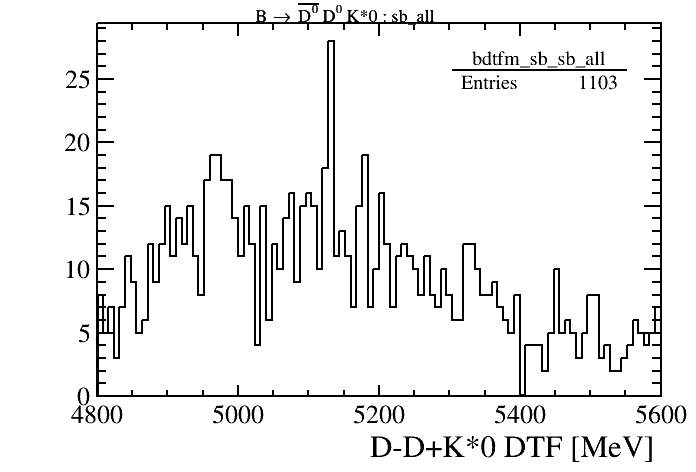 B → D⁰ D⁰ K*0 : sb_all
bdtfm_sb_sb_all
Entries 1103
25
20
15
10
5
0
4800 5000 5200 5400 5600
D-D+K*0 DTF [MeV]